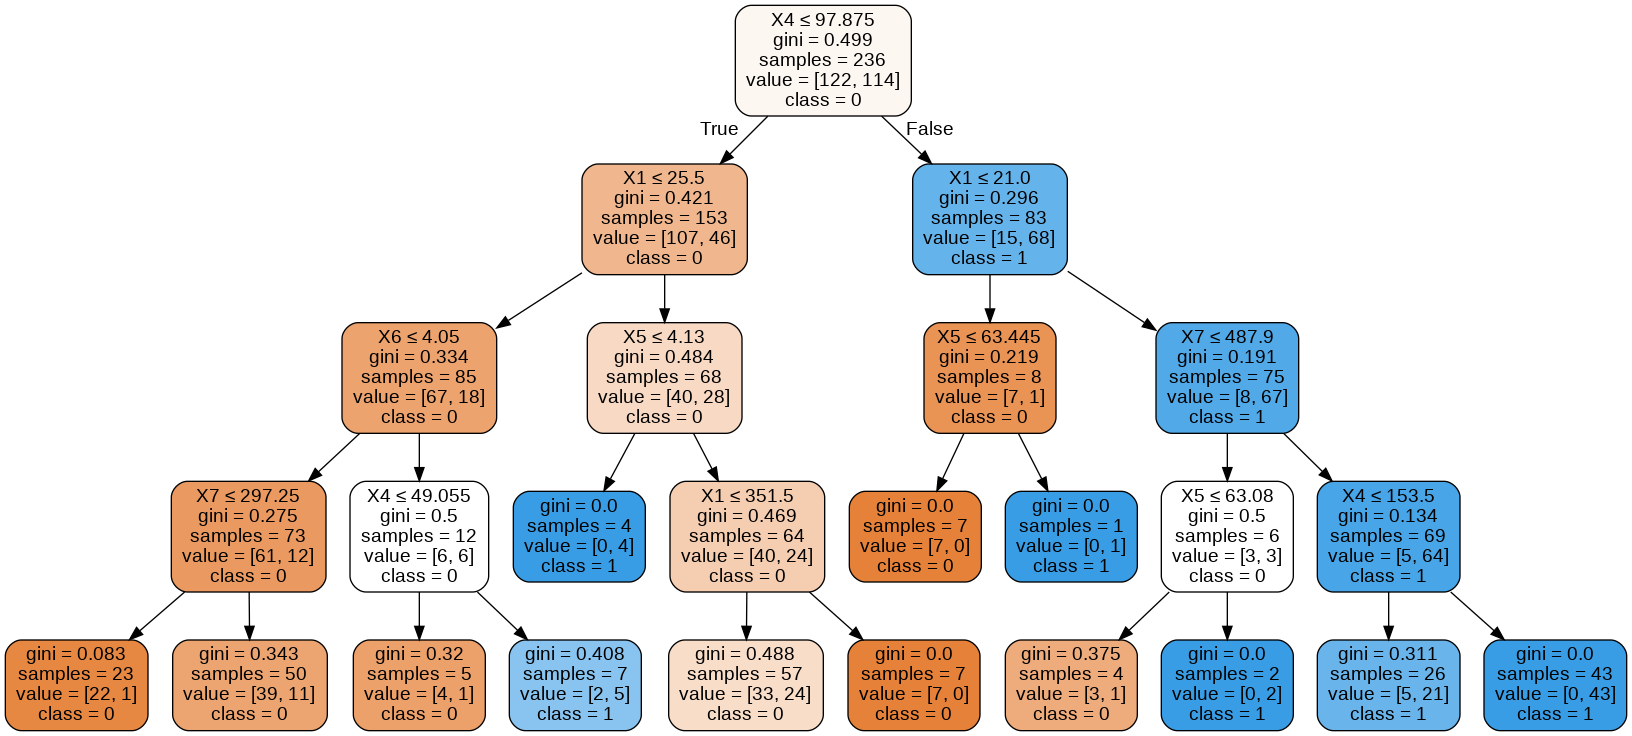 X4 ≤ 97.875
gini = 0.499
samples = 236
value = [122, 114]
class = 0
True
False
X1 ≤ 25.5
gini = 0.421
samples = 153
value = [107, 46]
class = 0
X1 ≤ 21.0
gini = 0.296
samples = 83
value = [15, 68]
class = 1
X6 ≤ 4.05
gini = 0.334
samples = 85
value = [67, 18]
class = 0
X5 ≤ 4.13
gini = 0.484
samples = 68
value = [40, 28]
class = 0
X5 ≤ 63.445
gini = 0.219
samples = 8
value = [7, 1]
class = 0
X7 ≤ 487.9
gini = 0.191
samples = 75
value = [8, 67]
class = 1
X7 ≤ 297.25
gini = 0.275
samples = 73
value = [61, 12]
class = 0
X4 ≤ 49.055
gini = 0.5
samples = 12
value = [6, 6]
class = 0
gini = 0.0
samples = 4
value = [0, 4]
class = 1
X1 ≤ 351.5
gini = 0.469
samples = 64
value = [40, 24]
class = 0
gini = 0.0
samples = 7
value = [7, 0]
class = 0
gini = 0.0
samples = 1
value = [0, 1]
class = 1
X5 ≤ 63.08
gini = 0.5
samples = 6
value = [3, 3]
class = 0
X4 ≤ 153.5
gini = 0.134
samples = 69
value = [5, 64]
class = 1
gini = 0.083
samples = 23
value = [22, 1]
class = 0
gini = 0.343
samples = 50
value = [39, 11]
class = 0
gini = 0.32
samples = 5
value = [4, 1]
class = 0
gini = 0.408
samples = 7
value = [2, 5]
class = 1
gini = 0.488
samples = 57
value = [33, 24]
class = 0
gini = 0.0
samples = 7
value = [7, 0]
class = 0
gini = 0.375
samples = 4
value = [3, 1]
class = 0
gini = 0.0
samples = 2
value = [0, 2]
class = 1
gini = 0.311
samples = 26
value = [5, 21]
class = 1
gini = 0.0
samples = 43
value = [0, 43]
class = 1